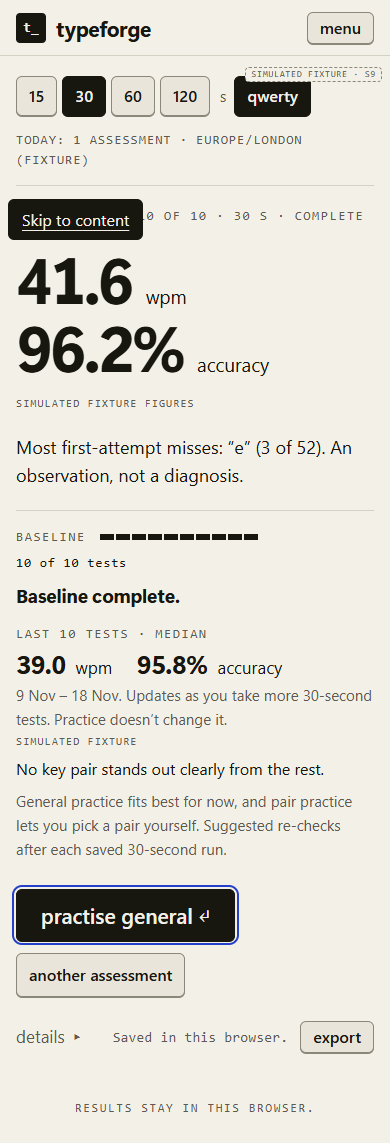 t_ typeforge menu
SIMULATED FIXTURE · S9
15 30 60 120 s qwerty
TODAY: 1 ASSESSMENT · EUROPE/LONDON
(FIXTURE)
Skip to content
0 OF 10 · 30 S · COMPLETE
41.6 wpm
96.2% accuracy
SIMULATED FIXTURE FIGURES
Most first-attempt misses: “e” (3 of 52). An
observation, not a diagnosis.
BASELINE
10 of 10 tests
Baseline complete.
LAST 10 TESTS · MEDIAN
39.0 wpm 95.8% accuracy
9 Nov – 18 Nov. Updates as you take more 30-second
tests. Practice doesn’t change it.
SIMULATED FIXTURE
No key pair stands out clearly from the rest.
General practice fits best for now, and pair practice
lets you pick a pair yourself. Suggested re-checks
after each saved 30-second run.
practise general ↵
another assessment
details ▸ Saved in this browser. export
RESULTS STAY IN THIS BROWSER.